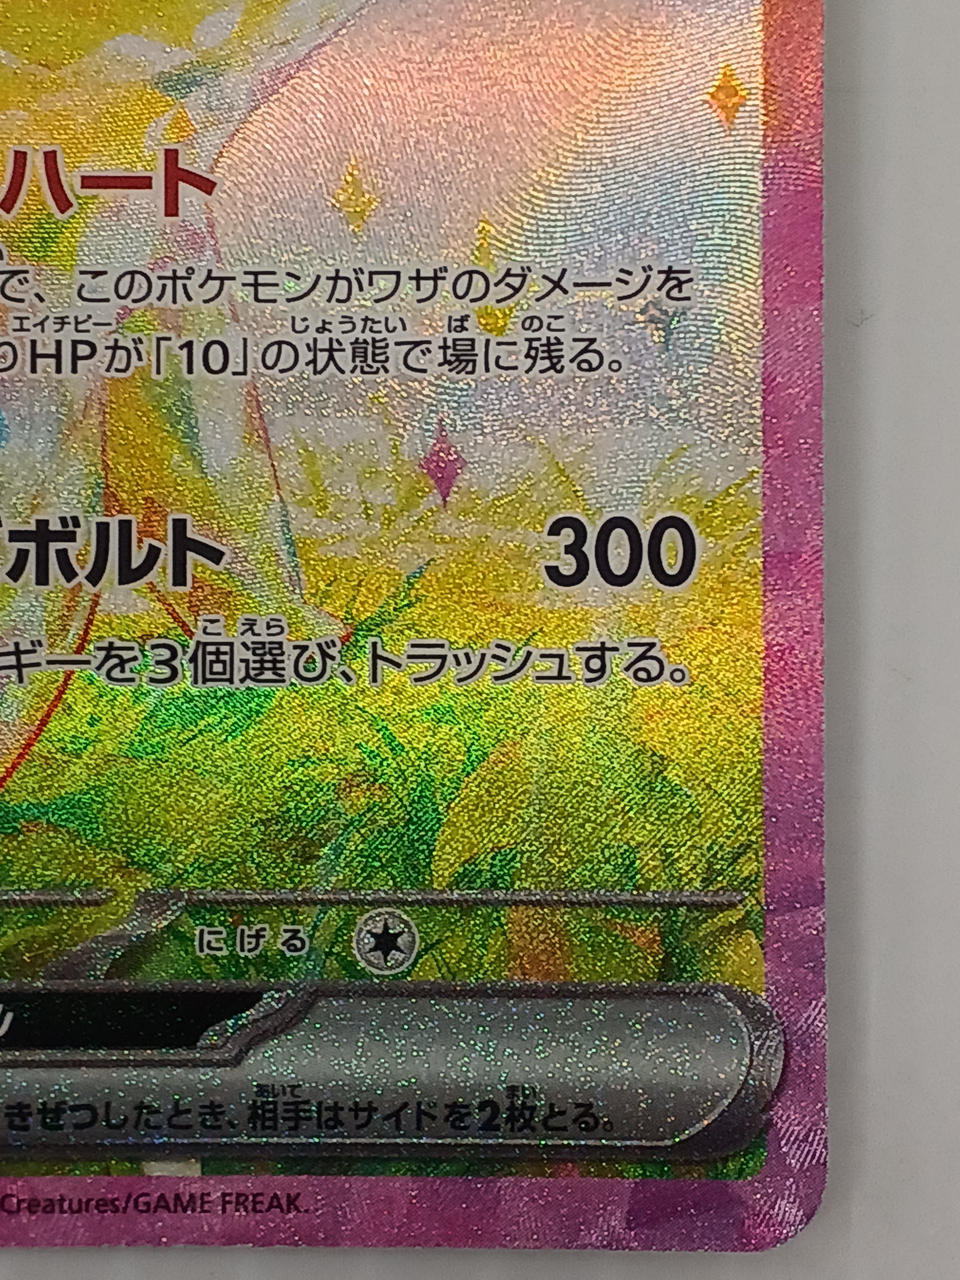 ハート
で、このポケモンがワザのダメージを
エイチピー じょうたい ば のこ
りHPが「10」の状態で場に残る。
ボルト 300
こ えら
ギーを3個選び、トラッシュする。
にげる
ル
あいて まい
きぜつしたとき、相手はサイドを2枚とる。
Creatures/GAME FREAK.